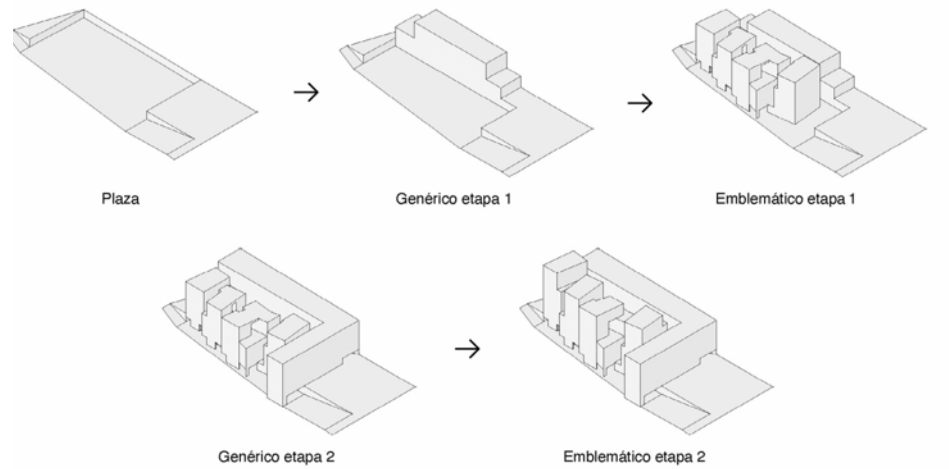 Plaza
Genérico etapa 1
Emblemático etapa 1
Genérico etapa 2
Emblemático etapa 2